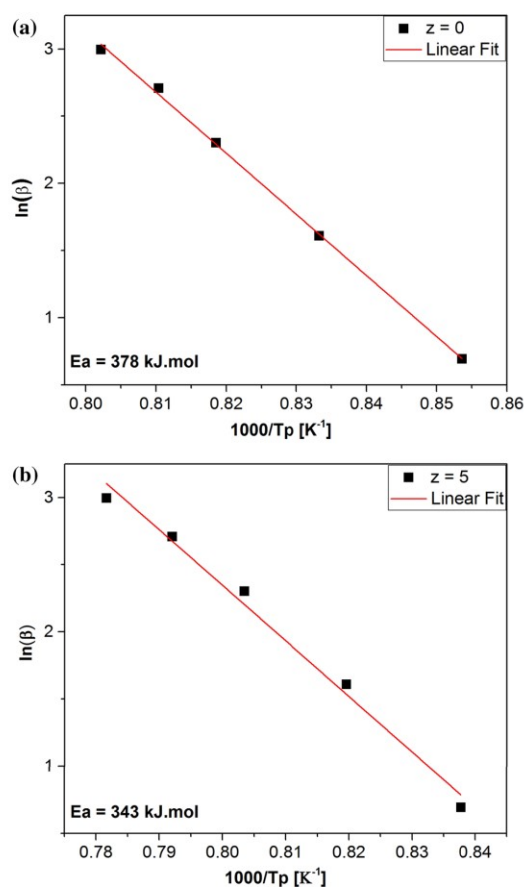 (a)
z = 0
Linear Fit
3
2
1
ln(β)
Ea = 378 kJ.mol
0.80 0.81 0.82 0.83 0.84 0.85 0.86
1000/Tp [K⁻¹]
(b)
z = 5
Linear Fit
3
2
1
ln(β)
Ea = 343 kJ.mol
0.78 0.79 0.80 0.81 0.82 0.83 0.84
1000/Tp [K⁻¹]